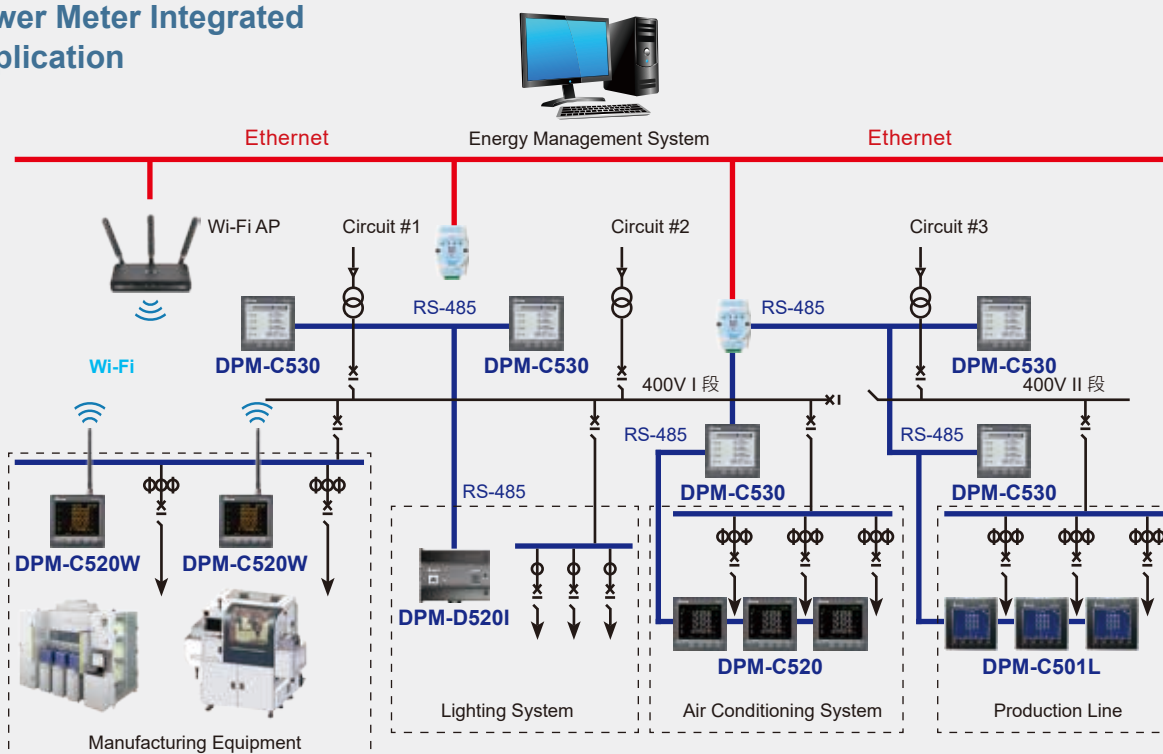 wer Meter Integrated
plication
Ethernet
Energy Management System
Ethernet
Wi-Fi AP
Circuit #1
Circuit #2
Circuit #3
RS-485
RS-485
Wi-Fi
DPM-C530
DPM-C530
DPM-C530
400V I 段
400V II 段
RS-485
RS-485
DPM-C530
DPM-C530
RS-485
DPM-C520W
DPM-C520W
DPM-D520I
DPM-C520
DPM-C501L
Lighting System
Air Conditioning System
Production Line
Manufacturing Equipment